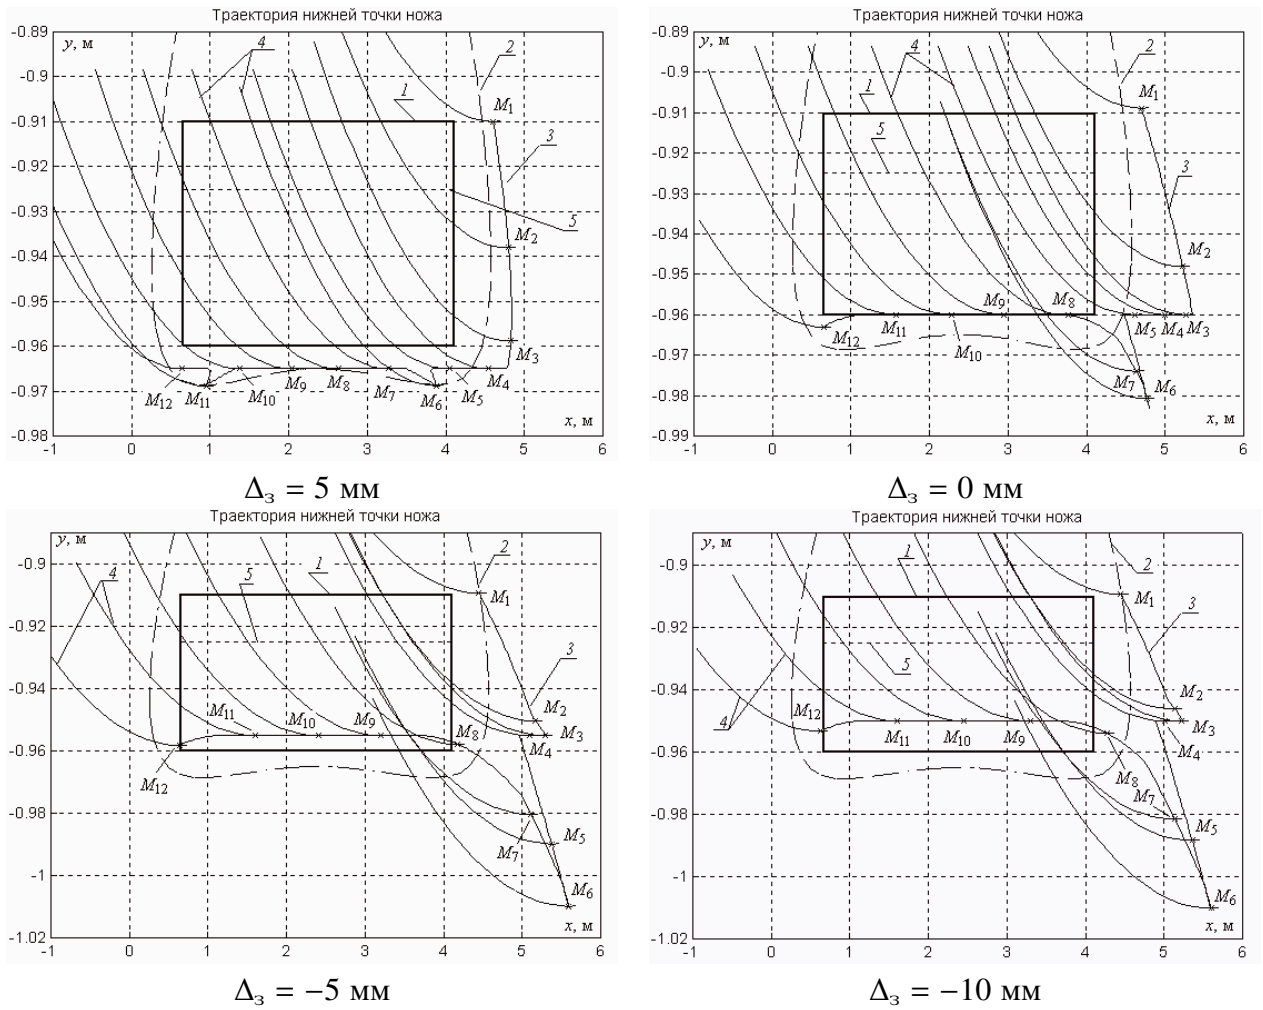 Траектория нижней точки ножа
-0.89
-0.9
-0.91
-0.92
-0.93
-0.94
-0.95
-0.96
-0.97
-0.98
y, м
4
1
2
M1
3
5
M2
M3
M12
M11
M10
M9
M8
M7
M6
M5
M4
x, м
-1 0 1 2 3 4 5 6
Δз = 5 мм
Траектория нижней точки ножа
-0.89
-0.9
-0.91
-0.92
-0.93
-0.94
-0.95
-0.96
-0.97
-0.98
-0.99
y, м
4
2
1
M1
5
3
M2
M9
M8
M12
M11
M10
M5
M4
M3
M7
M6
x, м
-1 0 1 2 3 4 5 6
Δз = 0 мм
Траектория нижней точки ножа
-0.9
-0.92
-0.94
-0.96
-0.98
-1
-1.02
y, м
4
5
1
2
M1
3
M11
M10
M9
M8
M2
M3
M4
M12
M7
M5
M6
x, м
-1 0 1 2 3 4 5 6
Δз = −5 мм
Траектория нижней точки ножа
-0.9
-0.92
-0.94
-0.96
-0.98
-1
-1.02
y, м
1
2
M1
3
5
4
M12
M11
M10
M9
M2
M3
M4
M8
M7
M5
M6
x, м
-1 0 1 2 3 4 5 6
Δз = −10 мм